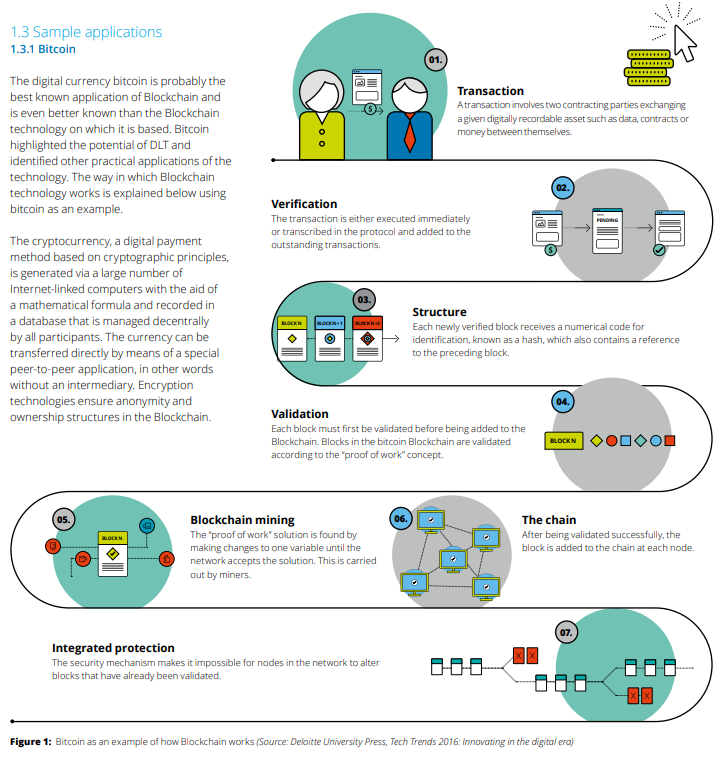 1.3 Sample applications
1.3.1 Bitcoin
The digital currency bitcoin is probably the
best known application of Blockchain and
is even better known than the Blockchain
technology on which it is based. Bitcoin
highlighted the potential of DLT and
identified other practical applications of the
technology. The way in which Blockchain
technology works is explained below using
bitcoin as an example.
The cryptocurrency, a digital payment
method based on cryptographic principles,
is generated via a large number of
Internet-linked computers with the aid of
a mathematical formula and recorded in
a database that is managed decentrally
by all participants. The currency can be
transferred directly by means of a special
peer-to-peer application, in other words
without an intermediary. Encryption
technologies ensure anonymity and
ownership structures in the Blockchain.
01.
$
Transaction
A transaction involves two contracting parties exchanging
a given digitally recordable asset such as data, contracts or
money between themselves.
02.
Verification
The transaction is either executed immediately
or transcribed in the protocol and added to the
outstanding transactions.
PENDING
$
03.
BLOCK N
BLOCK N + 1
BLOCK N +2
Structure
Each newly verified block receives a numerical code for
identification, known as a hash, which also contains a reference
to the preceding block.
04.
Validation
Each block must first be validated before being added to the
Blockchain. Blocks in the bitcoin Blockchain are validated
according to the “proof of work” concept.
BLOCK N
05.
BLOCK N
Blockchain mining
The “proof of work” solution is found by
making changes to one variable until the
network accepts the solution. This is carried
out by miners.
06.
The chain
After being validated successfully, the
block is added to the chain at each node.
07.
Integrated protection
The security mechanism makes it impossible for nodes in the network to alter
blocks that have already been validated.
X X
X X
Figure 1: Bitcoin as an example of how Blockchain works (Source: Deloitte University Press, Tech Trends 2016: Innovating in the digital era)